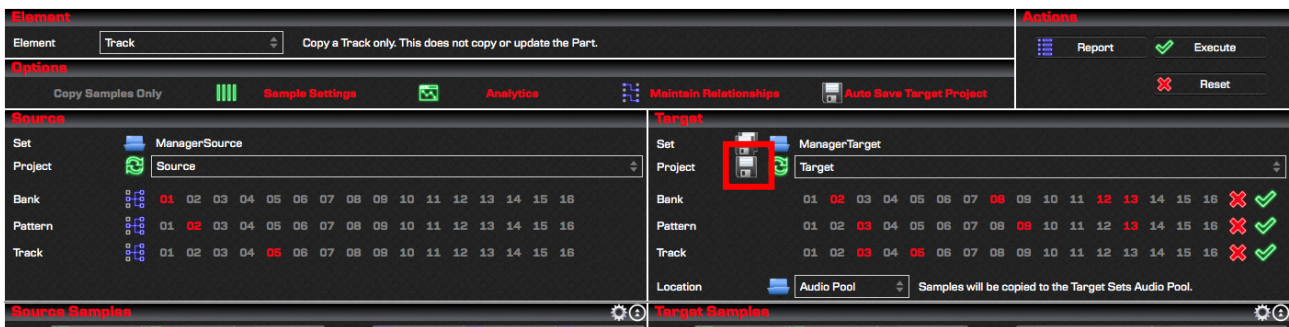 Element
Actions
Element Track Copy a Track only. This does not copy or update the Part.
Report Execute
Options
Copy Samples Only Sample Settings Analytics Maintain Relationships Auto Save Target Project
Reset
Source
Target
Set ManagerSource
Set ManagerTarget
Project Source
Project Target
Bank 01 02 03 04 05 06 07 08 09 10 11 12 13 14 15 16
Bank 01 02 03 04 05 06 07 08 09 10 11 12 13 14 15 16
Pattern 01 02 03 04 05 06 07 08 09 10 11 12 13 14 15 16
Pattern 01 02 03 04 05 06 07 08 09 10 11 12 13 14 15 16
Track 01 02 03 04 05 06 07 08 09 10 11 12 13 14 15 16
Track 01 02 03 04 05 06 07 08 09 10 11 12 13 14 15 16
Location Audio Pool Samples will be copied to the Target Sets Audio Pool.
Source Samples
Target Samples